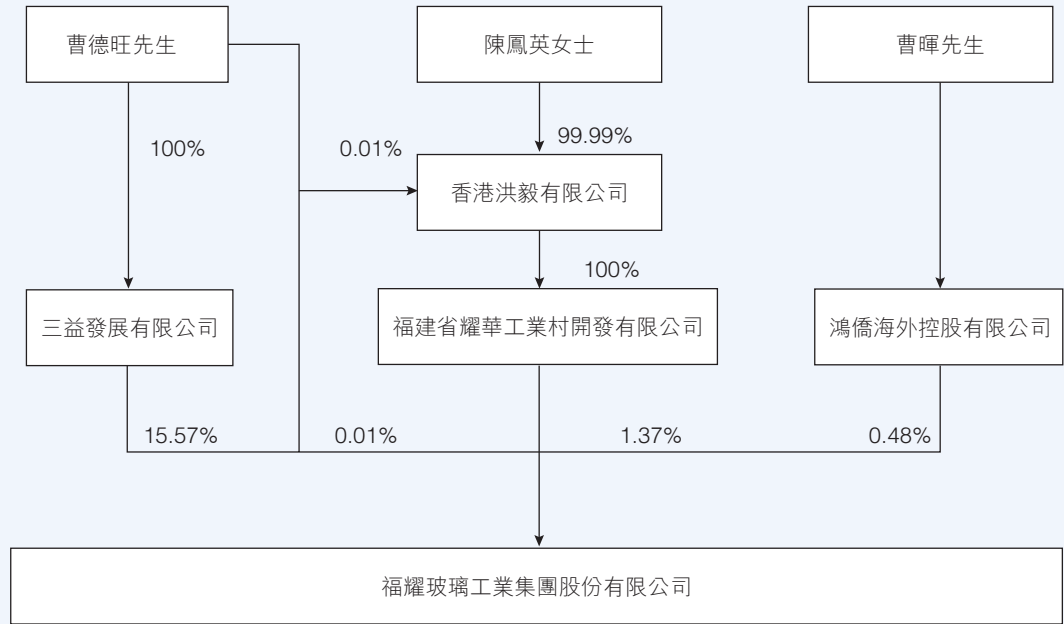 曹德旺先生
陳鳳英女士
曹暉先生
100%
0.01%
99.99%
香港洪毅有限公司
100%
三益發展有限公司
福建省耀華工業村開發有限公司
鴻僑海外控股有限公司
15.57%
0.01%
1.37%
0.48%
福耀玻璃工業集團股份有限公司